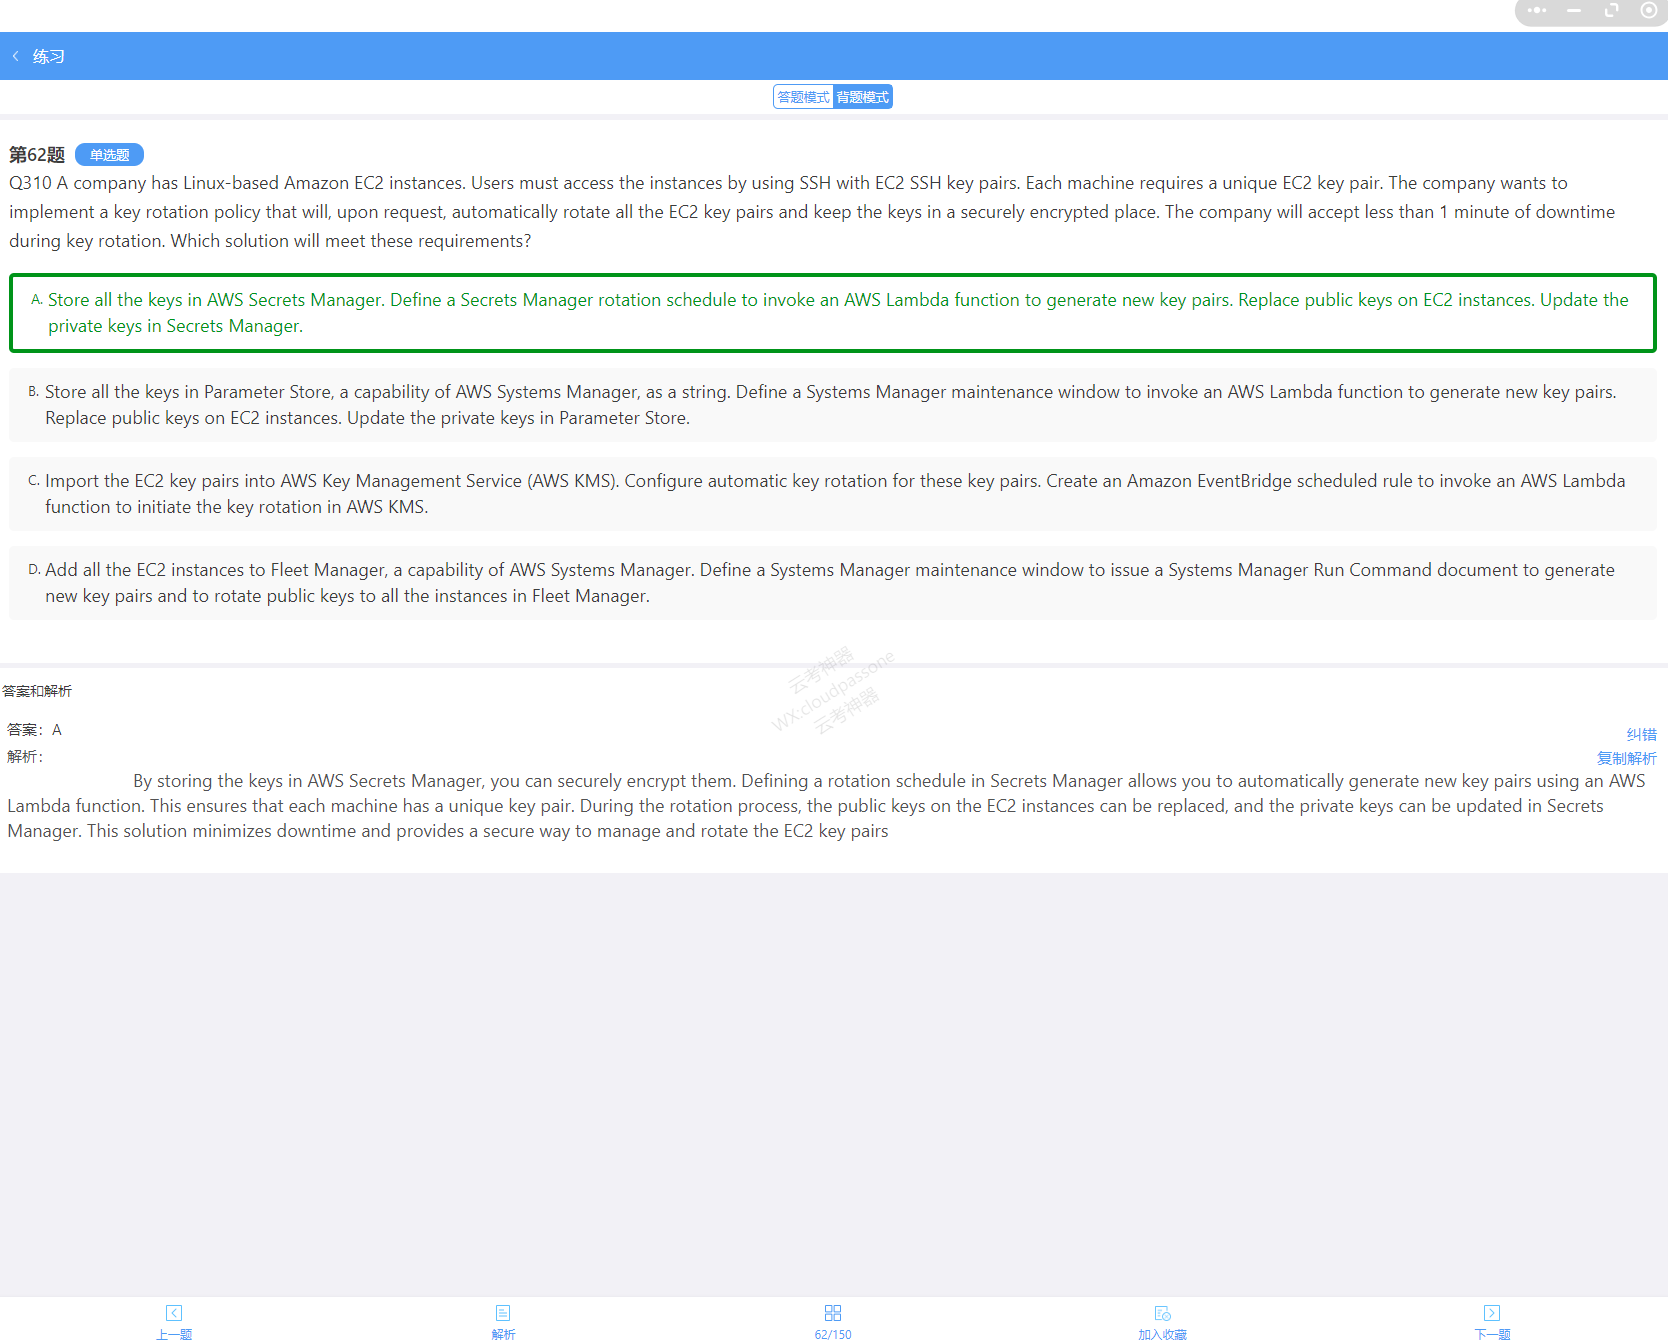 练习
答题模式 背题模式
第62题 单选题
Q310 A company has Linux-based Amazon EC2 instances. Users must access the instances by using SSH with EC2 SSH key pairs. Each machine requires a unique EC2 key pair. The company wants to
implement a key rotation policy that will, upon request, automatically rotate all the EC2 key pairs and keep the keys in a securely encrypted place. The company will accept less than 1 minute of downtime
during key rotation. Which solution will meet these requirements?
A. Store all the keys in AWS Secrets Manager. Define a Secrets Manager rotation schedule to invoke an AWS Lambda function to generate new key pairs. Replace public keys on EC2 instances. Update the
private keys in Secrets Manager.
B. Store all the keys in Parameter Store, a capability of AWS Systems Manager, as a string. Define a Systems Manager maintenance window to invoke an AWS Lambda function to generate new key pairs.
Replace public keys on EC2 instances. Update the private keys in Parameter Store.
C. Import the EC2 key pairs into AWS Key Management Service (AWS KMS). Configure automatic key rotation for these key pairs. Create an Amazon EventBridge scheduled rule to invoke an AWS Lambda
function to initiate the key rotation in AWS KMS.
D. Add all the EC2 instances to Fleet Manager, a capability of AWS Systems Manager. Define a Systems Manager maintenance window to issue a Systems Manager Run Command document to generate
new key pairs and to rotate public keys to all the instances in Fleet Manager.
云考神器
WX:cloudpassone
云考神器
答案和解析
答案：A
纠错
解析：
复制解析
By storing the keys in AWS Secrets Manager, you can securely encrypt them. Defining a rotation schedule in Secrets Manager allows you to automatically generate new key pairs using an AWS
Lambda function. This ensures that each machine has a unique key pair. During the rotation process, the public keys on the EC2 instances can be replaced, and the private keys can be updated in Secrets
Manager. This solution minimizes downtime and provides a secure way to manage and rotate the EC2 key pairs
上一题 解析 62/150 加入收藏 下一题